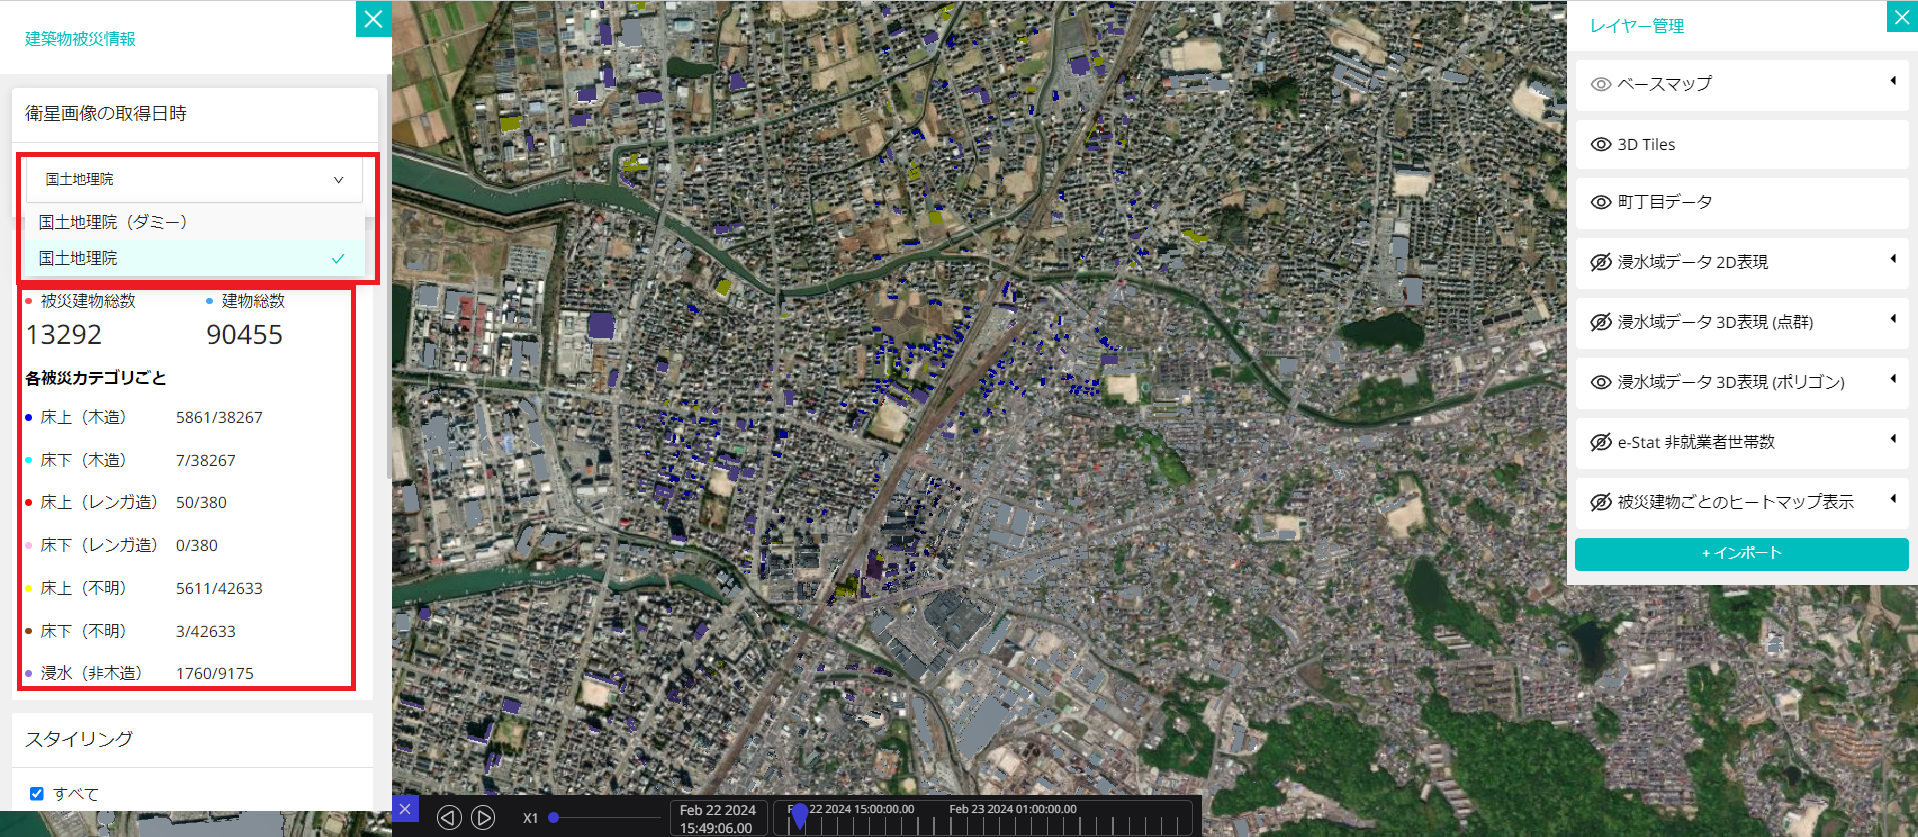 建築物被災情報
衛星画像の取得日時
国土地理院
国土地理院（ダミー）
国土地理院
被災建物総数 建物総数
13292 90455
各被災カテゴリごと
床上（木造） 5861/38267
床下（木造） 7/38267
床上（レンガ造） 50/380
床下（レンガ造） 0/380
床上（不明） 5611/42633
床下（不明） 3/42633
浸水（非木造） 1760/9175
スタイリング
すべて
X1
Feb 22 2024
15:49:06.00
22 2024 15:00:00.00 Feb 23 2024 01:00:00.00
レイヤー管理
ベースマップ
3D Tiles
町丁目データ
浸水域データ 2D表現
浸水域データ 3D表現 (点群)
浸水域データ 3D表現 (ポリゴン)
e-Stat 非就業者世帯数
被災建物ごとのヒートマップ表示
+ インポート